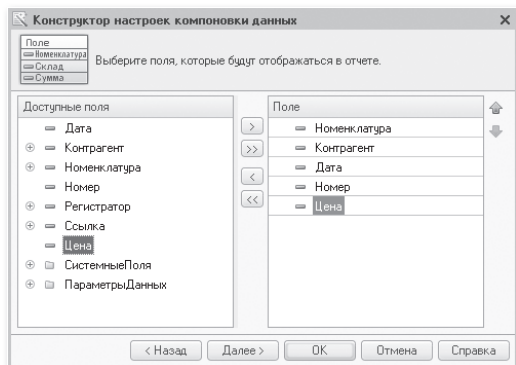 Конструктор настроек компоновки данных
Поле
Номенклатура
Склад
Сумма
Выберите поля, которые будут отображаться в отчете.
Доступные поля
Дата
Контрагент
Номенклатура
Номер
Регистратор
Ссылка
Цена
СистемныеПоля
ПараметрыДанных
>
>>
<
<<
Поле
Номенклатура
Контрагент
Дата
Номер
Цена
< Назад
Далее >
OK
Отмена
Справка